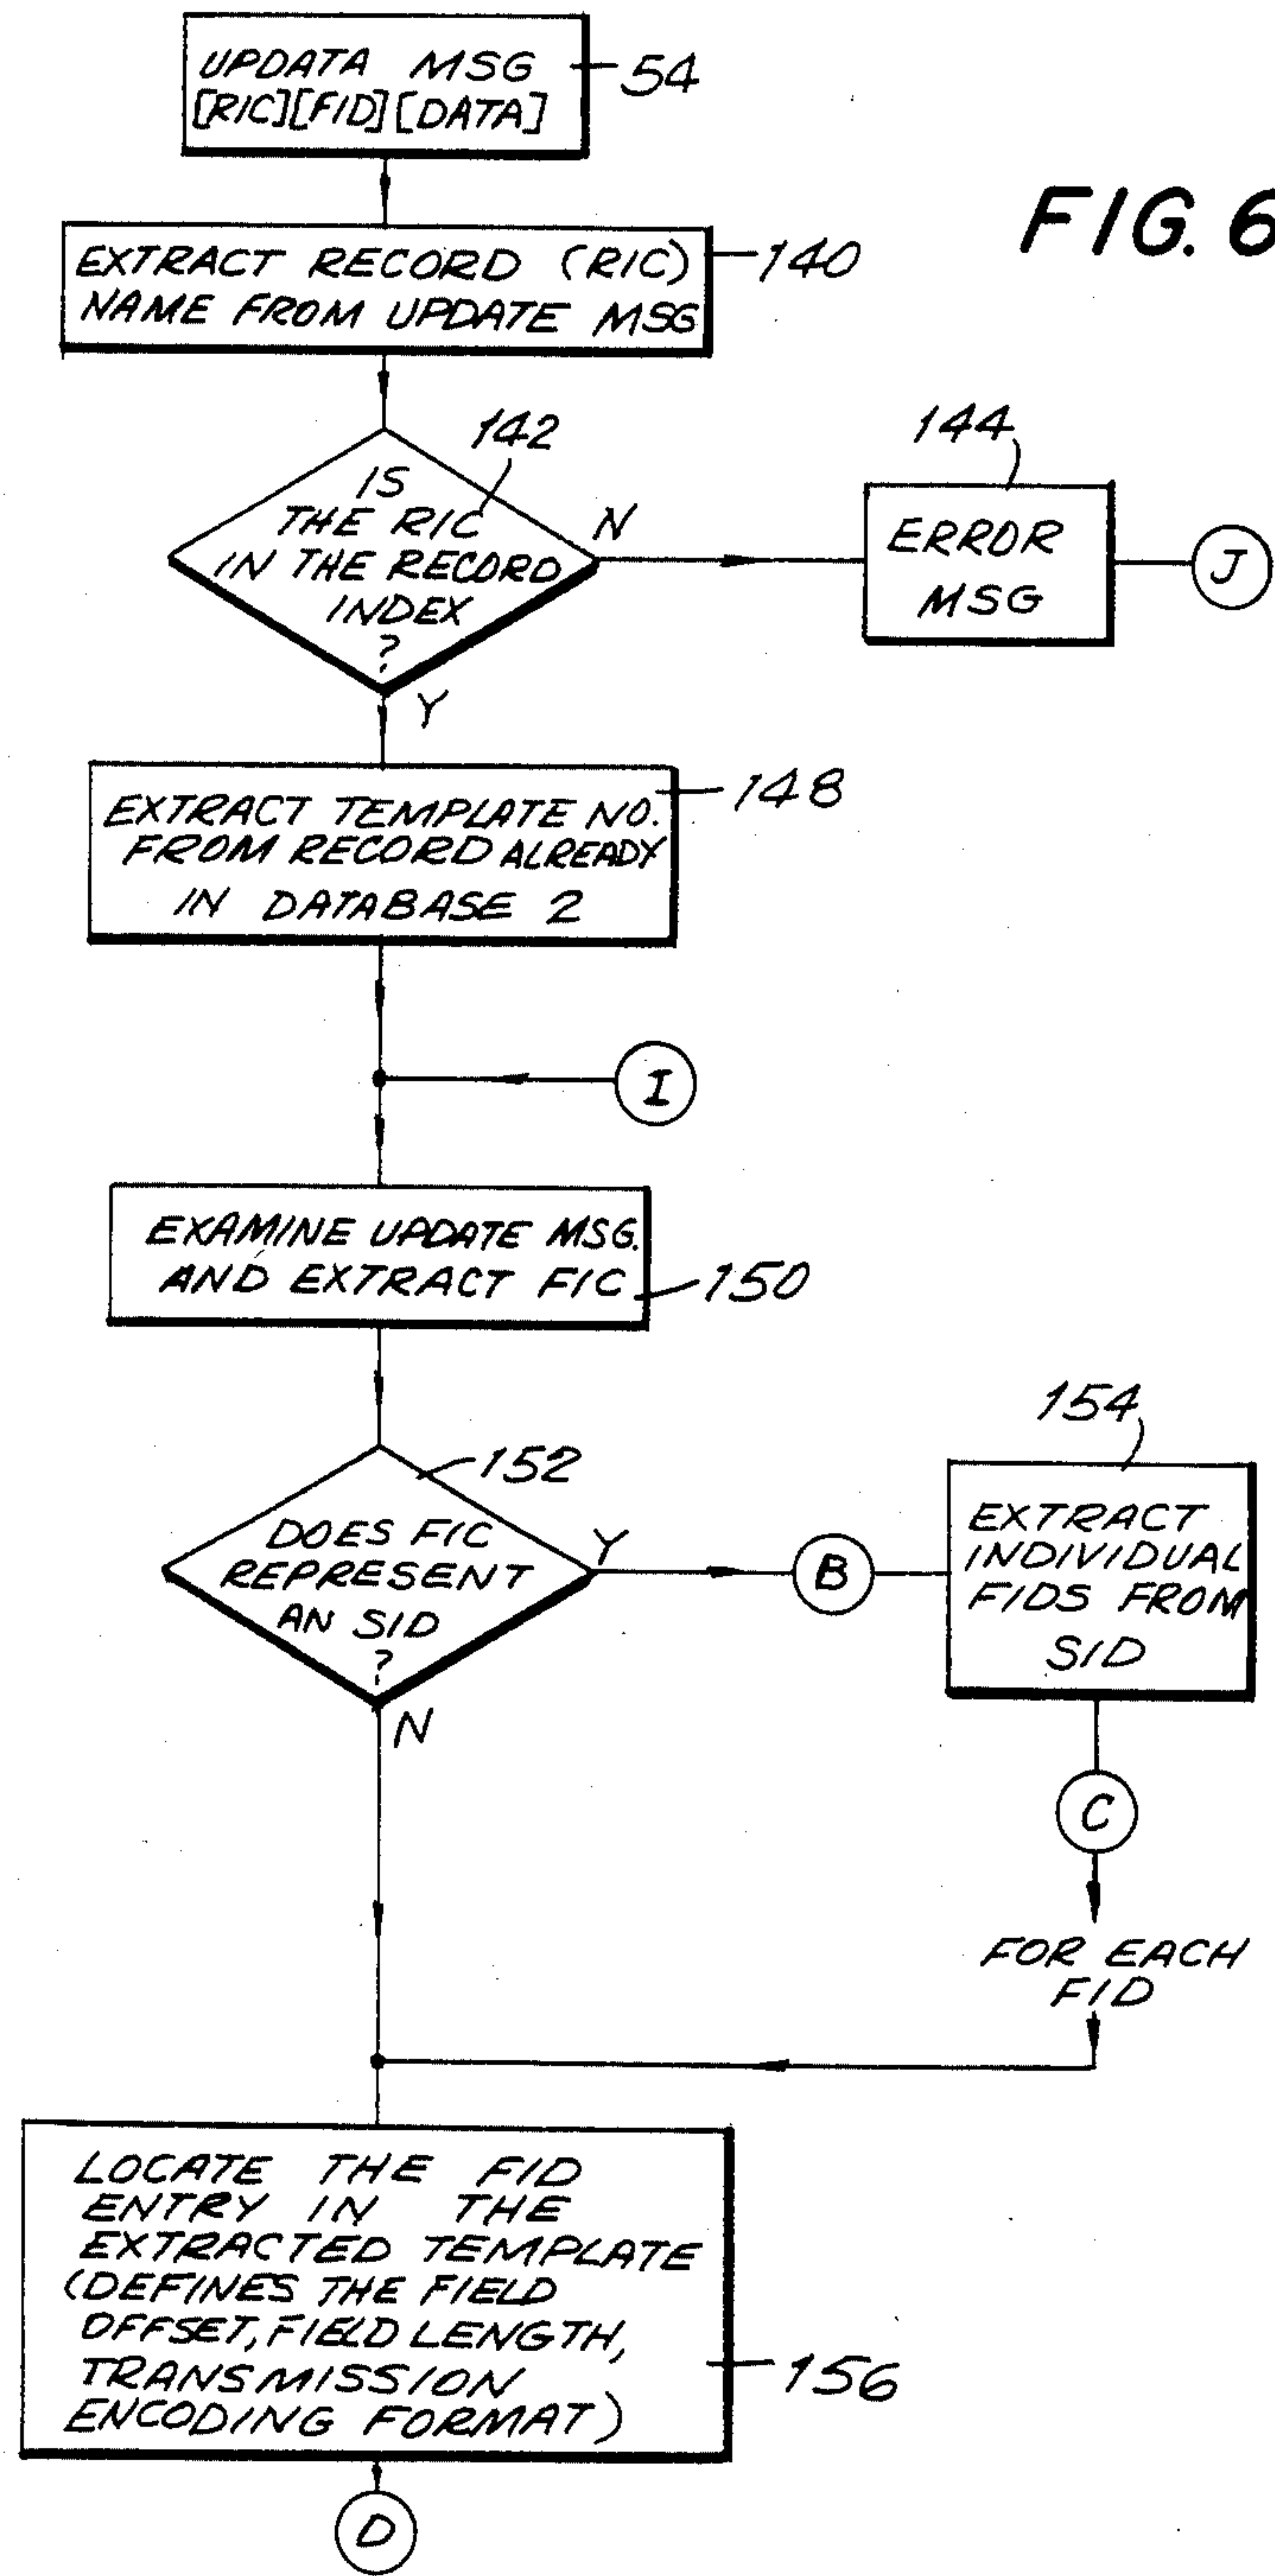 UPDATA MSG
[RIC][FID][DATA]
54
FIG. 6
EXTRACT RECORD (RIC)
NAME FROM UPDATE MSG
140
142
IS
THE RIC
IN THE RECORD
INDEX
?
N
Y
144
ERROR
MSG
J
EXTRACT TEMPLATE NO.
FROM RECORD ALREADY
IN DATABASE 2
148
I
EXAMINE UPDATE MSG.
AND EXTRACT FIC
150
152
DOES FIC
REPRESENT
AN SID
?
Y
N
B
154
EXTRACT
INDIVIDUAL
FIDS FROM
SID
C
FOR EACH
FID
LOCATE THE FID
ENTRY IN THE
EXTRACTED TEMPLATE
(DEFINES THE FIELD
OFFSET, FIELD LENGTH,
TRANSMISSION
ENCODING FORMAT)
156
D